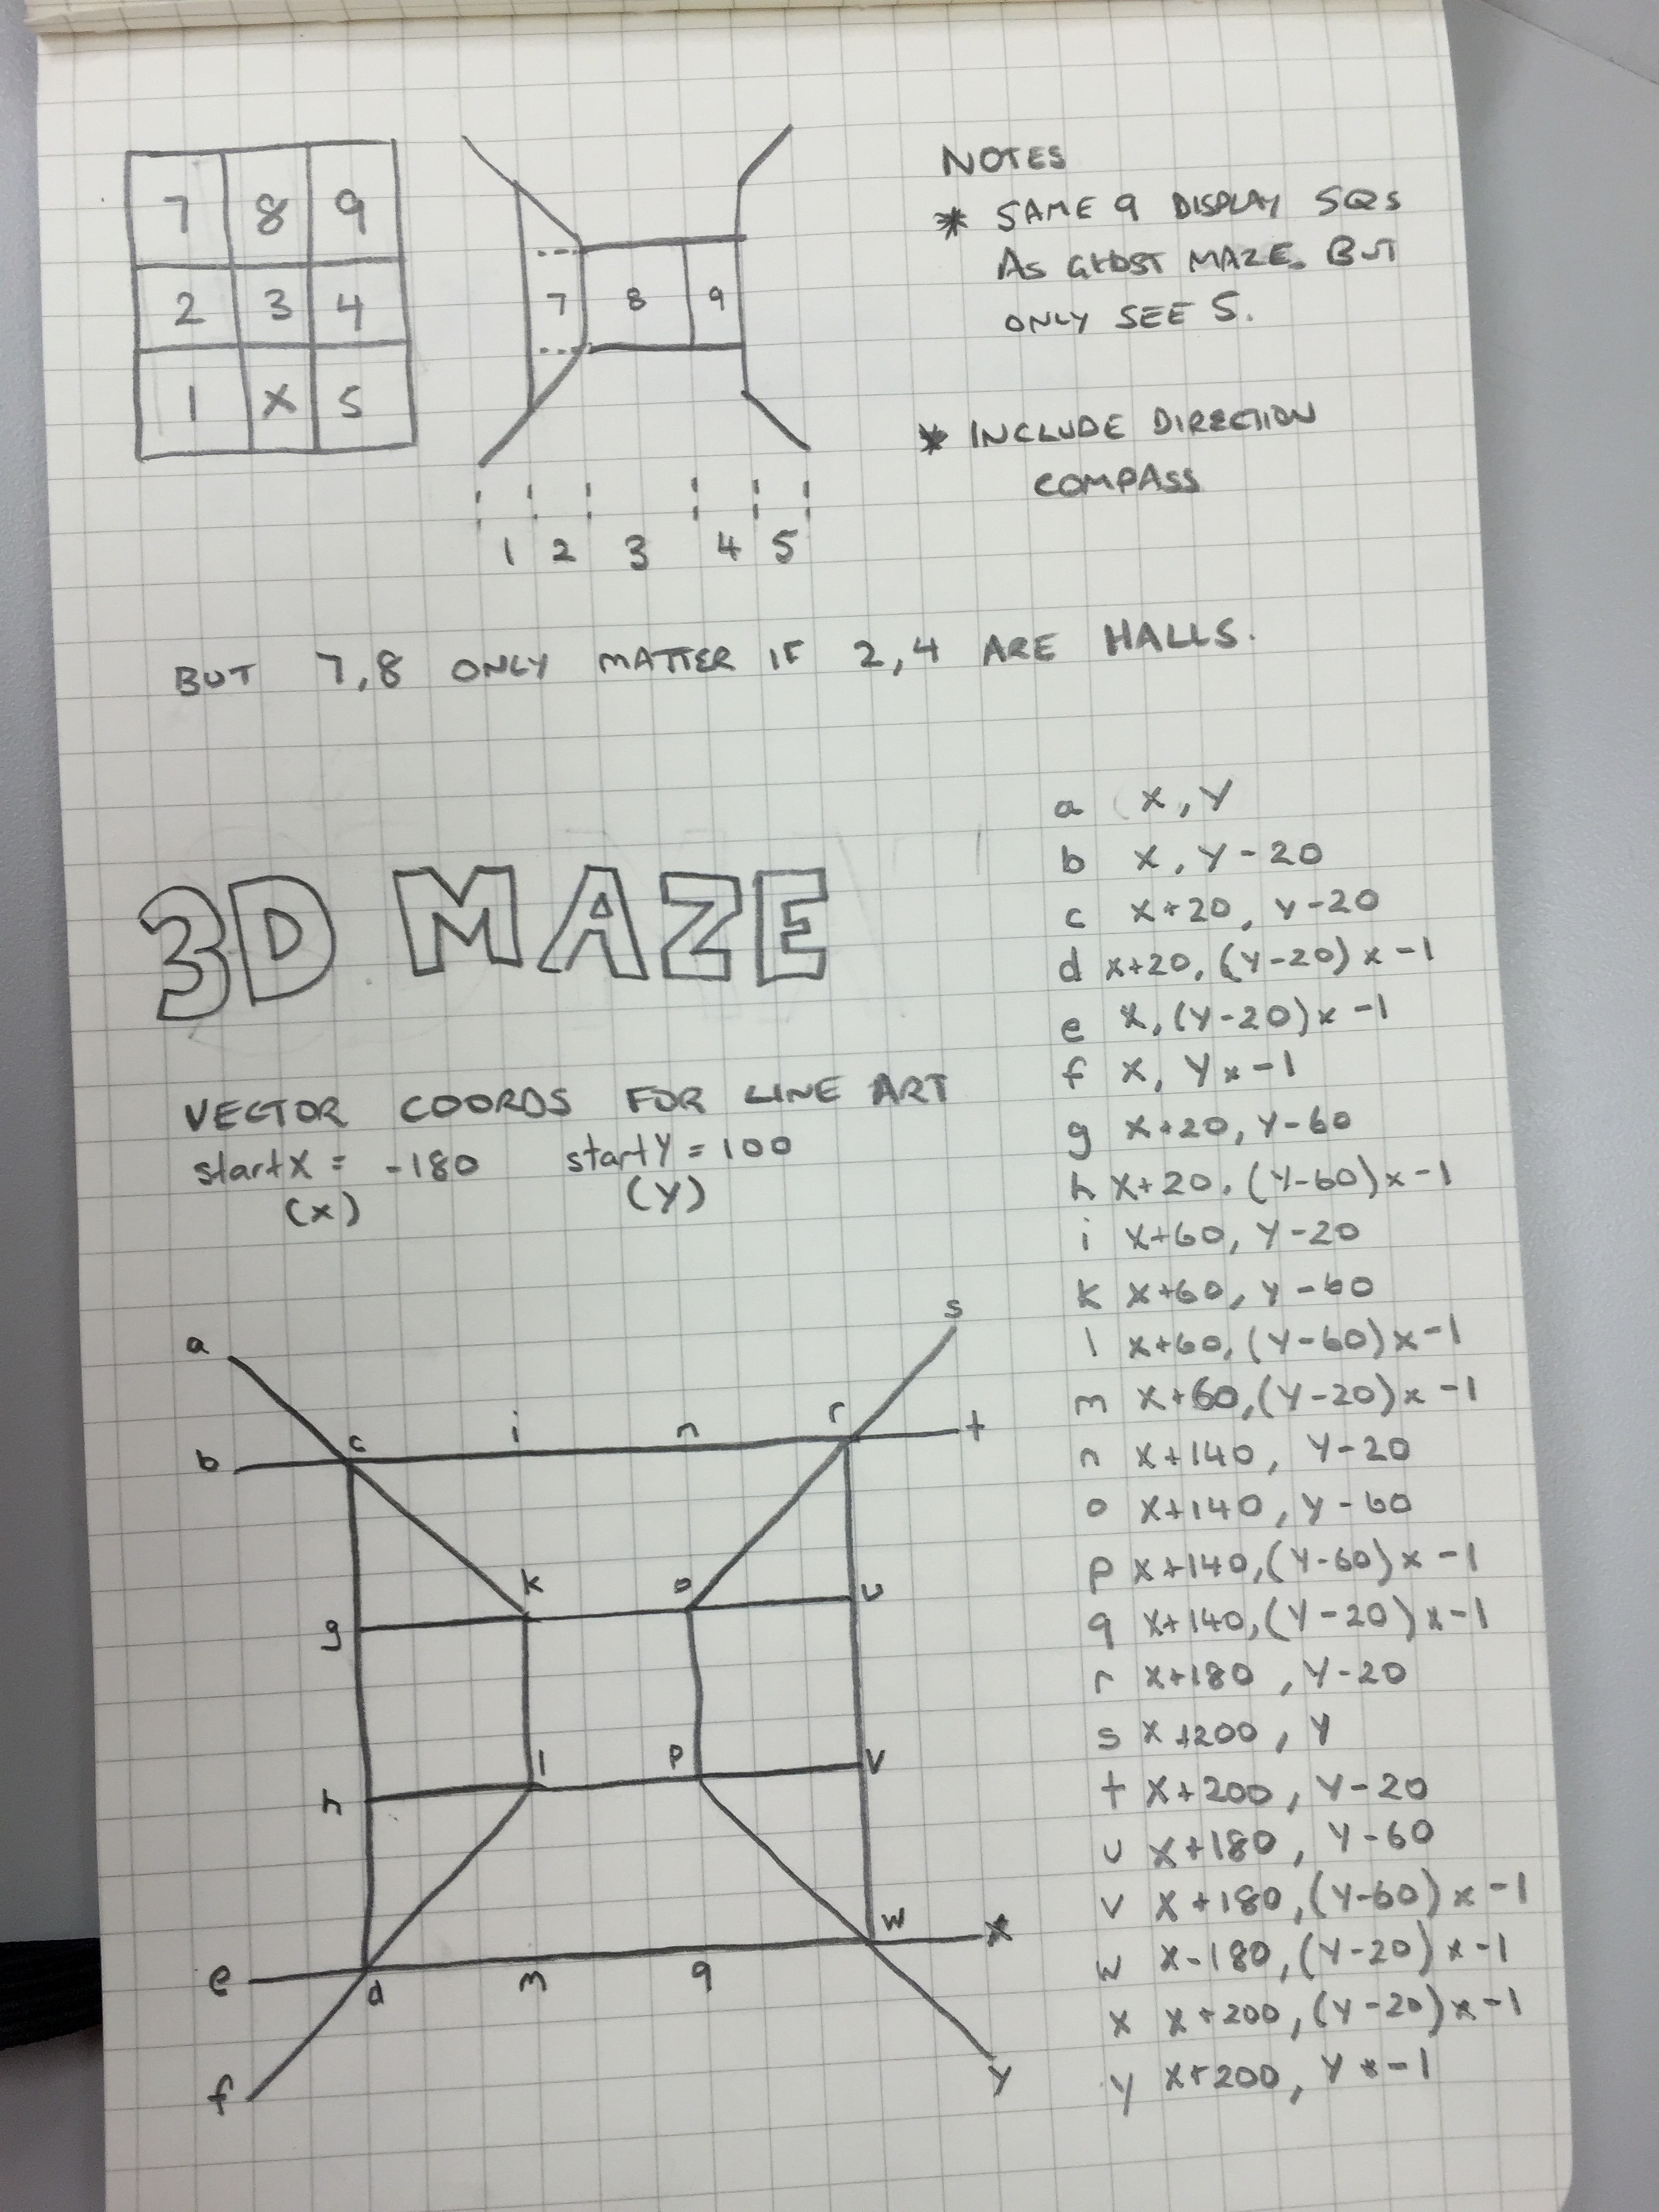 7 8 9
2 3 4
1 X 5
7 8 9
1 2 3 4 5
NOTES
* SAME 9 DISPLAY SQS
AS GHOST MAZE. BUT
ONLY SEE 5.
* INCLUDE DIRECTION
COMPASS
BUT 7,8 ONLY MATTER IF 2,4 ARE HALLS.
3D MAZE
VECTOR COORDS FOR LINE ART
startX = -180 startY = 100
(x) (Y)
a X, Y
b X, Y-20
c X+20, Y-20
d X+20, (Y-20) x -1
e X, (Y-20) x -1
f X, Y x -1
g X+20, Y-60
h X+20, (Y-60) x -1
i X+60, Y-20
k X+60, Y-60
l X+60, (Y-60) x -1
m X+60, (Y-20) x -1
n X+140, Y-20
o X+140, Y-60
p X+140, (Y-60) x -1
q X+140, (Y-20) x -1
r X+180, Y-20
s X+200, Y
t X+200, Y-20
u X+180, Y-60
v X+180, (Y-60) x -1
w X-180, (Y-20) x -1
x X+200, (Y-20) x -1
y X+200, Y x -1
s
a
c i n r t
b
k o u
g
l p v
h
w x
e d m q
f y